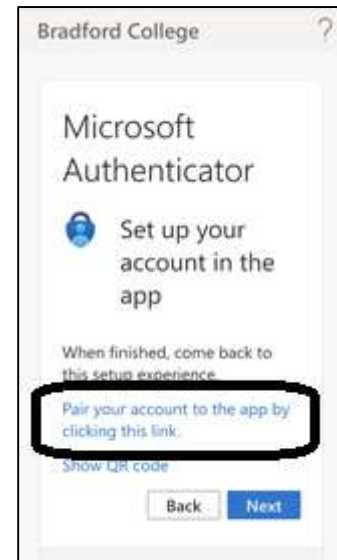 Bradford College ?
Microsoft
Authenticator
Set up your
account in the
app
When finished, come back to
this setup experience.
Pair your account to the app by
clicking this link.
Show QR code
Back Next